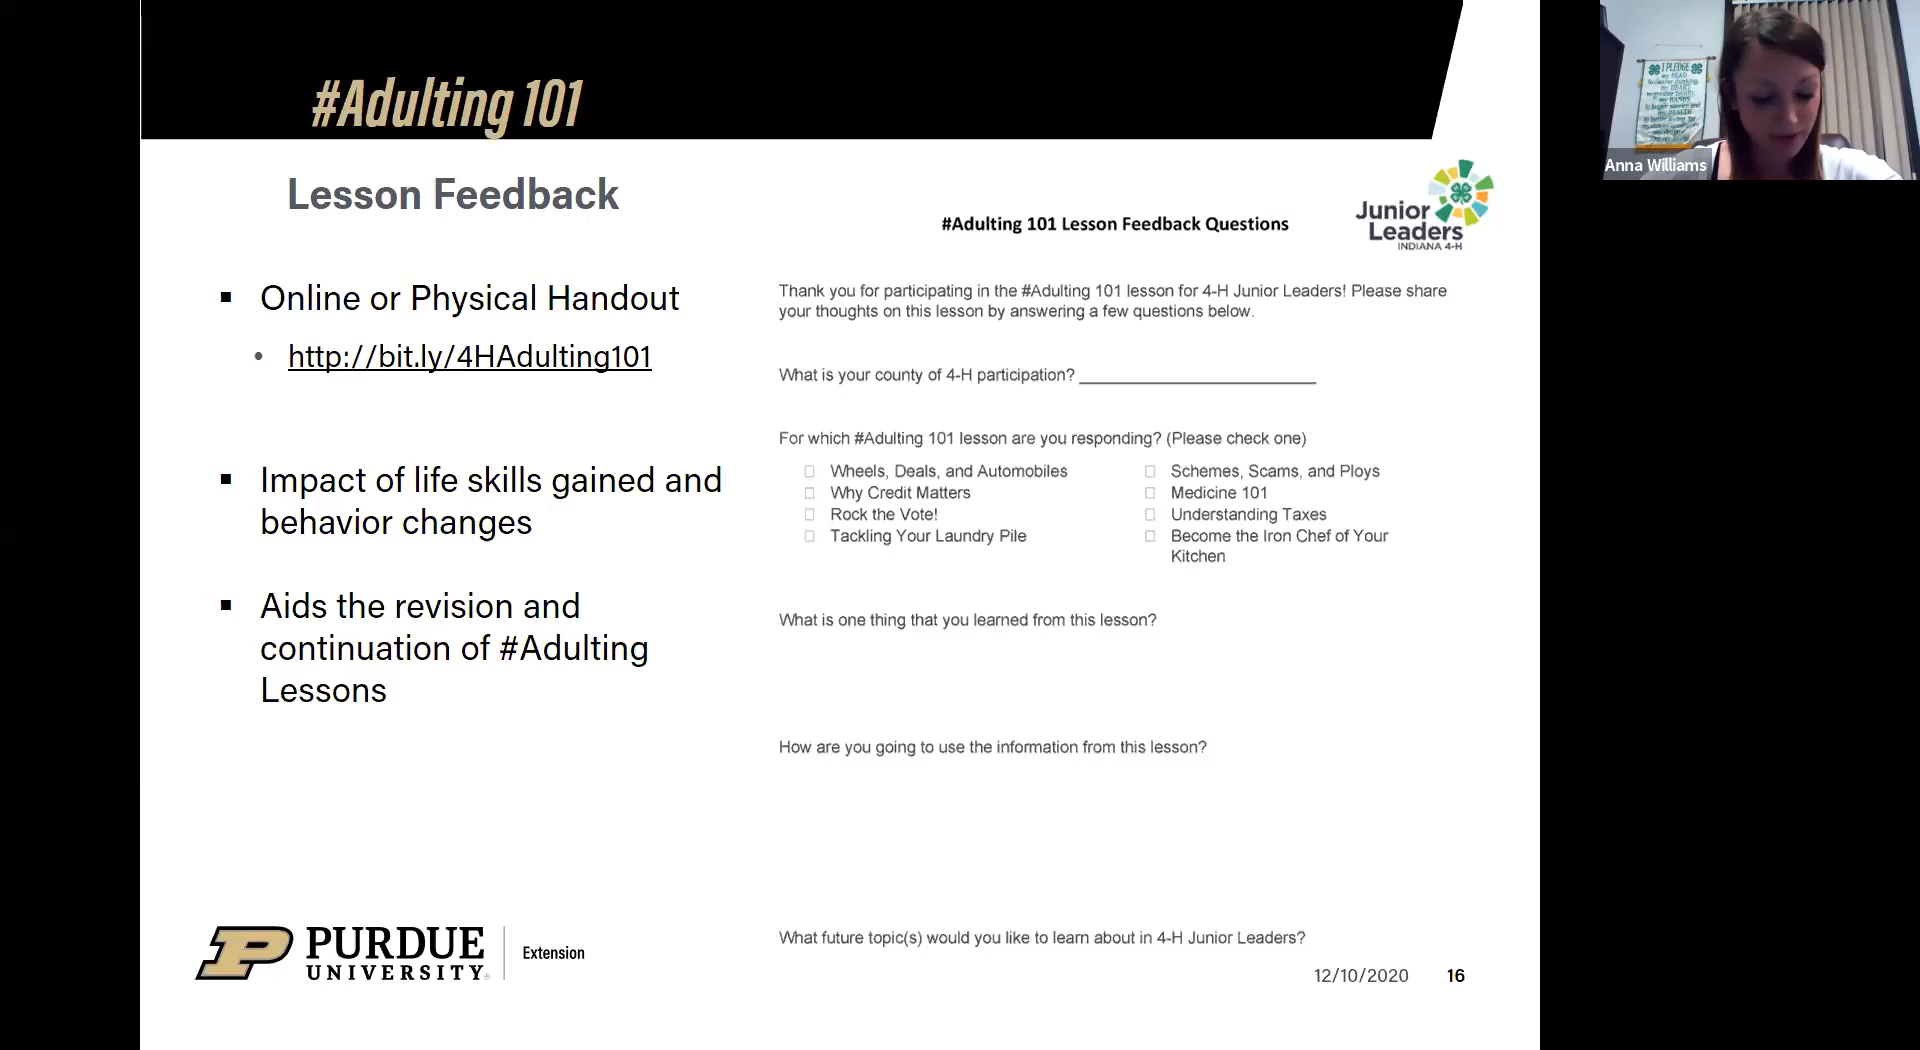 #Adulting 101
Lesson Feedback
Online or Physical Handout
http://bit.ly/4HAdulting101
Impact of life skills gained and
behavior changes
Aids the revision and
continuation of #Adulting
Lessons
#Adulting 101 Lesson Feedback Questions
Junior
Leaders
INDIANA 4-H
Thank you for participating in the #Adulting 101 lesson for 4-H Junior Leaders! Please share
your thoughts on this lesson by answering a few questions below.
What is your county of 4-H participation?
For which #Adulting 101 lesson are you responding? (Please check one)
Wheels, Deals, and Automobiles
Why Credit Matters
Rock the Vote!
Tackling Your Laundry Pile
Schemes, Scams, and Ploys
Medicine 101
Understanding Taxes
Become the Iron Chef of Your
Kitchen
What is one thing that you learned from this lesson?
How are you going to use the information from this lesson?
What future topic(s) would you like to learn about in 4-H Junior Leaders?
PURDUE
UNIVERSITY
Extension
12/10/2020 16
I PLEDGE
my HEAD
my HEART
my HANDS
Anna Williams